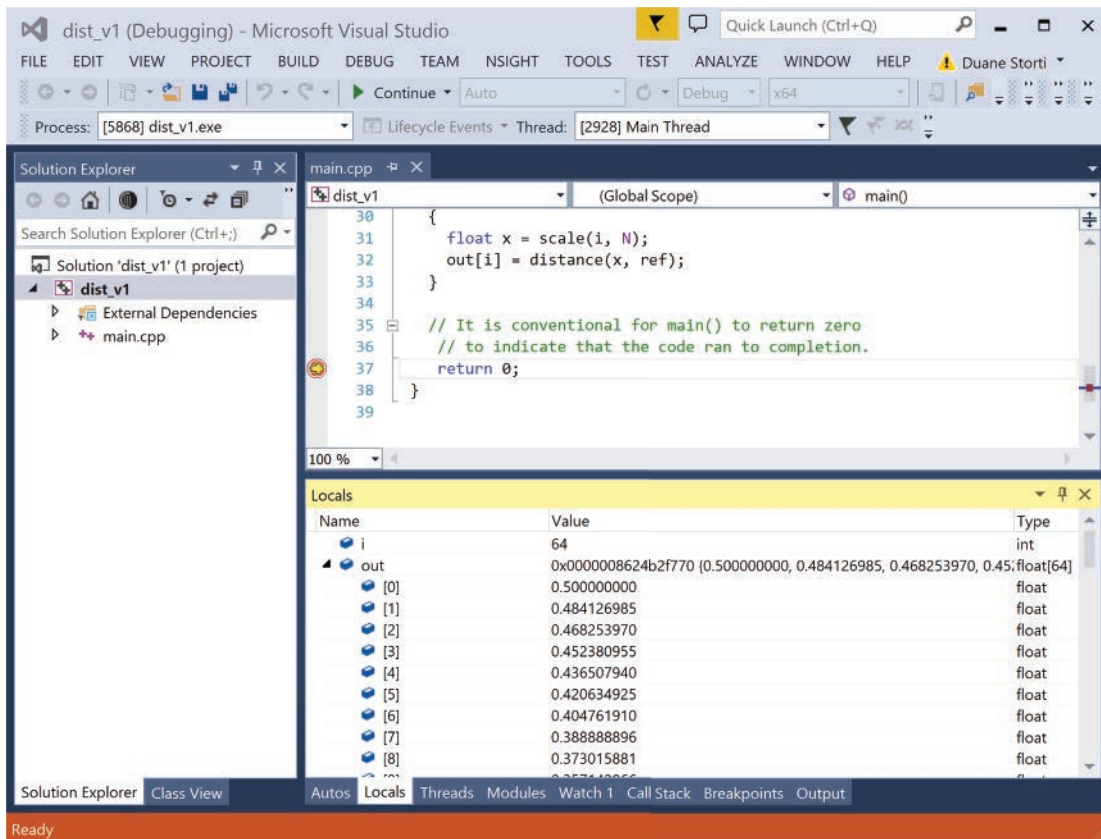 dist_v1 (Debugging) - Microsoft Visual Studio
Quick Launch (Ctrl+Q)
FILE EDIT VIEW PROJECT BUILD DEBUG TEAM NSIGHT TOOLS TEST ANALYZE WINDOW HELP Duane Storti
Continue Auto Debug x64
Process: [5868] dist_v1.exe Lifecycle Events Thread: [2928] Main Thread
Solution Explorer
Search Solution Explorer (Ctrl+;)
Solution 'dist_v1' (1 project)
dist_v1
External Dependencies
main.cpp
main.cpp
dist_v1 (Global Scope) main()
30 {
31 float x = scale(i, N);
32 out[i] = distance(x, ref);
33 }
34
35 // It is conventional for main() to return zero
36 // to indicate that the code ran to completion.
37 return 0;
38 }
39
100 %
Locals
Name Value Type
i 64 int
out 0x0000008624b2f770 {0.500000000, 0.484126985, 0.468253970, 0.45 float[64]
[0] 0.500000000 float
[1] 0.484126985 float
[2] 0.468253970 float
[3] 0.452380955 float
[4] 0.436507940 float
[5] 0.420634925 float
[6] 0.404761910 float
[7] 0.388888896 float
[8] 0.373015881 float
Solution Explorer Class View
Autos Locals Threads Modules Watch 1 Call Stack Breakpoints Output
Ready